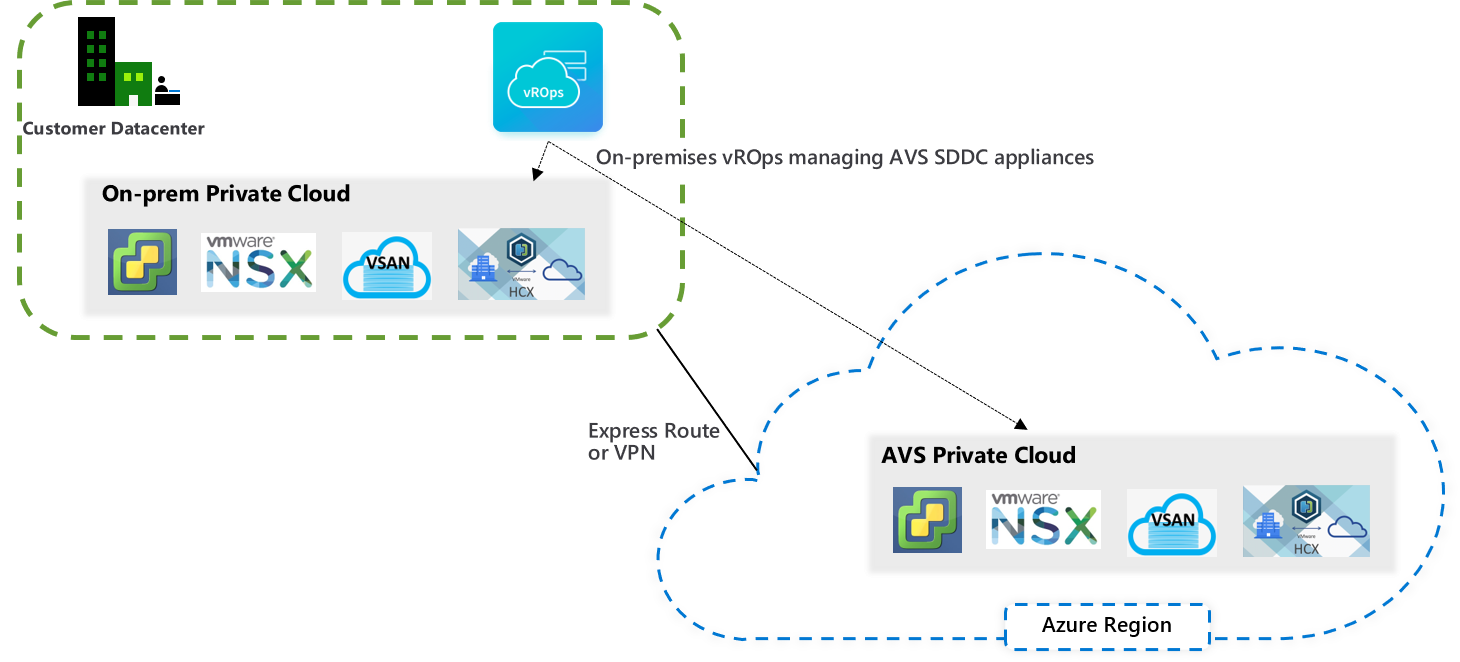 vROps
Customer Datacenter
On-premises vROps managing AVS SDDC appliances
On-prem Private Cloud
vmware®
NSX
VSAN
vMware
HCX
Express Route
or VPN
AVS Private Cloud
vmware®
NSX
VSAN
vMware
HCX
Azure Region